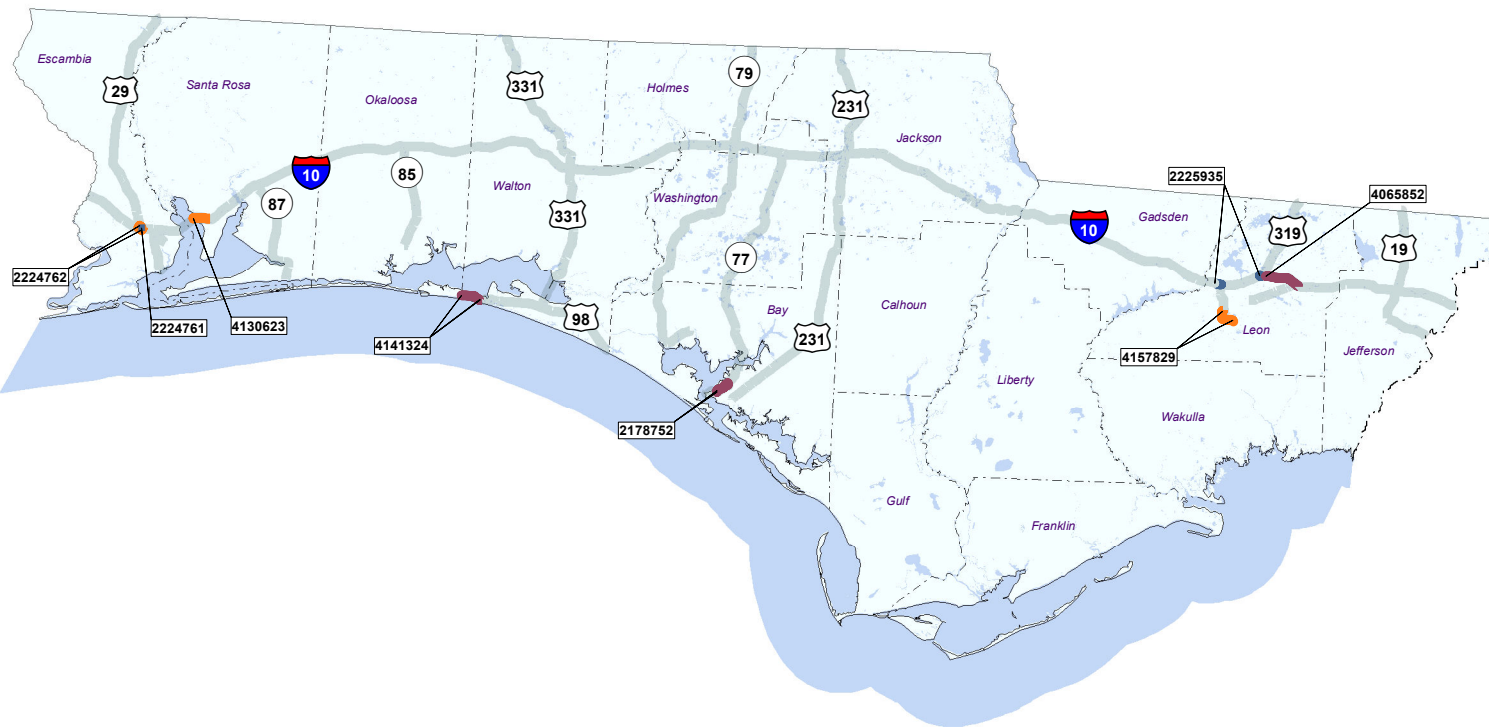 Escambia
29
Santa Rosa
Okaloosa
331
Holmes
79
231
Jackson
10
85
87
Walton
331
Washington
77
Bay
98
231
Calhoun
Liberty
Gulf
Franklin
10
Gadsden
2225935
4065852
319
19
Leon
Jefferson
Wakulla
4157829
2224762
2224761
4130623
4141324
2178752